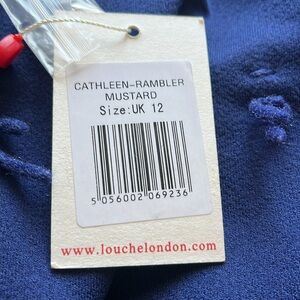 CATHLEEN-RAMBLER
MUSTARD
Size:UK 12
5 056002 069236
www.louchelondon.com